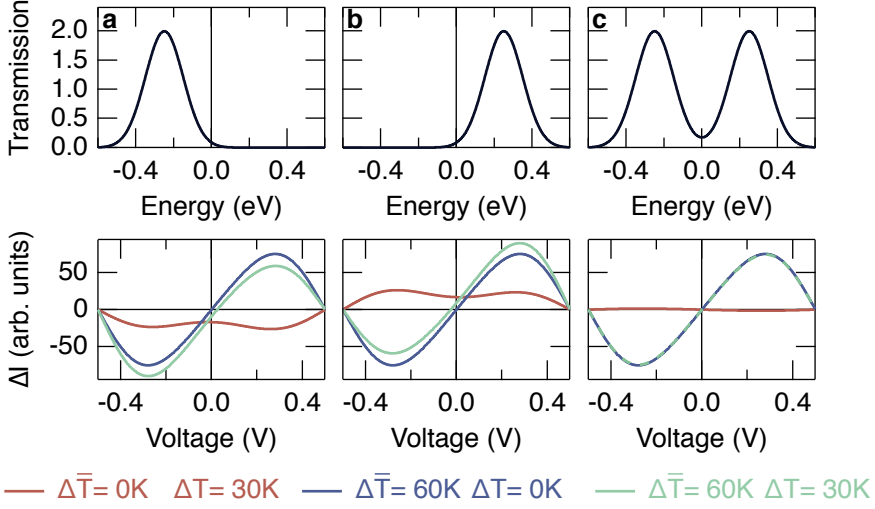 a b c
Transmission
2.0
1.5
1.0
0.5
0.0
-0.4 0.0 0.4 -0.4 0.0 0.4 -0.4 0.0 0.4
Energy (eV) Energy (eV) Energy (eV)
ΔI (arb. units)
50
0
-50
-0.4 0.0 0.4 -0.4 0.0 0.4 -0.4 0.0 0.4
Voltage (V) Voltage (V) Voltage (V)
ΔT̅= 0K ΔT= 30K ΔT̅= 60K ΔT= 0K ΔT̅= 60K ΔT= 30K